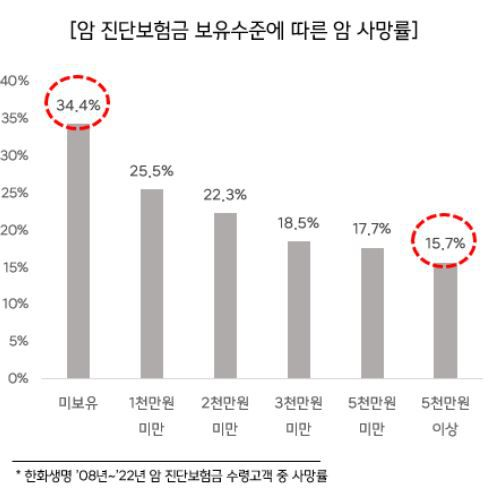 [암 진단보험금 보유수준에 따른 암 사망률]
40%
35%
30%
25%
20%
15%
10%
5%
0%
34.4%
25.5%
22.3%
18.5%
17.7%
15.7%
미보유
1천만원 미만
2천만원 미만
3천만원 미만
5천만원 미만
5천만원 이상
* 한화생명 '08년~'22년 암 진단보험금 수령고객 중 사망률